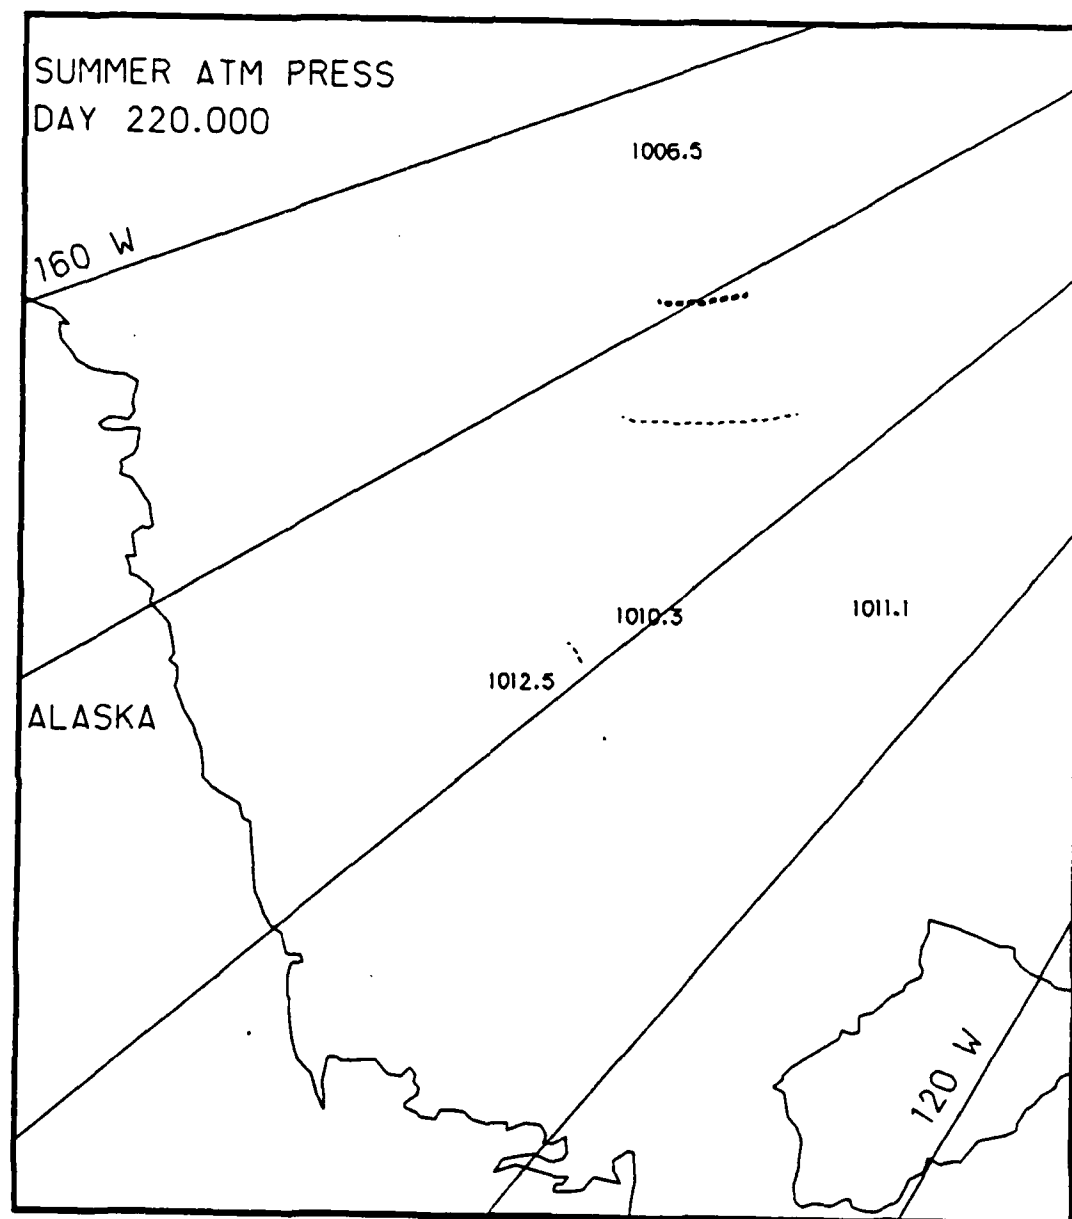 SUMMER ATM PRESS
DAY 220.000
1006.5
160 W
1010.3
1011.1
1012.5
ALASKA
120 W